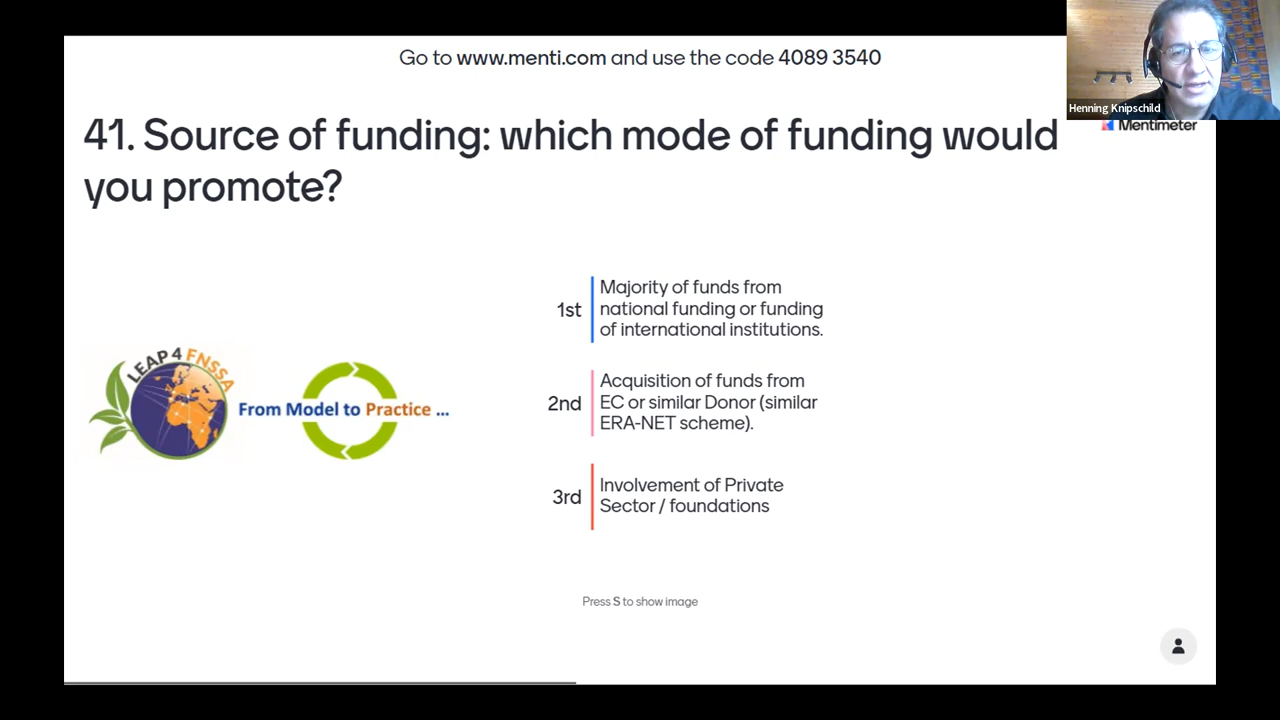 Go to www.menti.com and use the code 4089 3540
Henning Knipschild
Mentimeter
41. Source of funding: which mode of funding would
you promote?
1st
Majority of funds from
national funding or funding
of international institutions.
LEAP4FNSSA
From Model to Practice ...
2nd
Acquisition of funds from
EC or similar Donor (similar
ERA-NET scheme).
3rd
Involvement of Private
Sector / foundations
Press S to show image